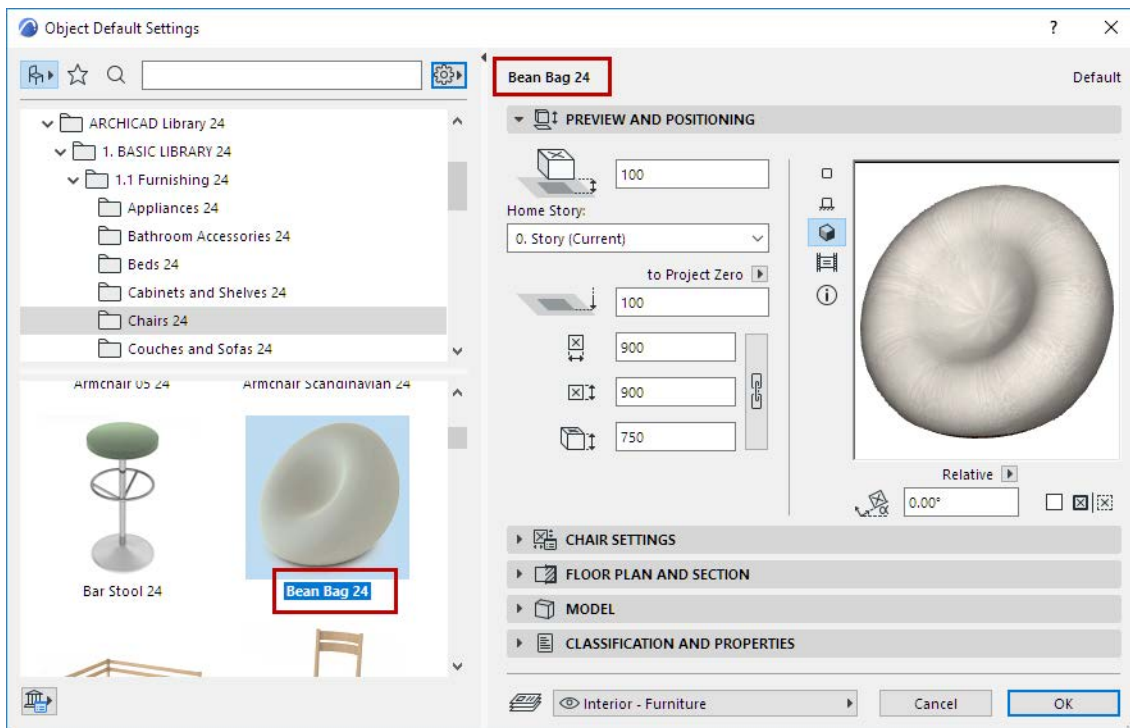 Object Default Settings
?
ARCHICAD Library 24
1. BASIC LIBRARY 24
1.1 Furnishing 24
Appliances 24
Bathroom Accessories 24
Beds 24
Cabinets and Shelves 24
Chairs 24
Couches and Sofas 24
Armchair 05 24
Armchair Scandinavian 24
Bar Stool 24
Bean Bag 24
Bean Bag 24
Default
PREVIEW AND POSITIONING
100
Home Story:
0. Story (Current)
to Project Zero
100
900
900
750
Relative
α
0.00°
CHAIR SETTINGS
FLOOR PLAN AND SECTION
MODEL
CLASSIFICATION AND PROPERTIES
Interior - Furniture
Cancel
OK